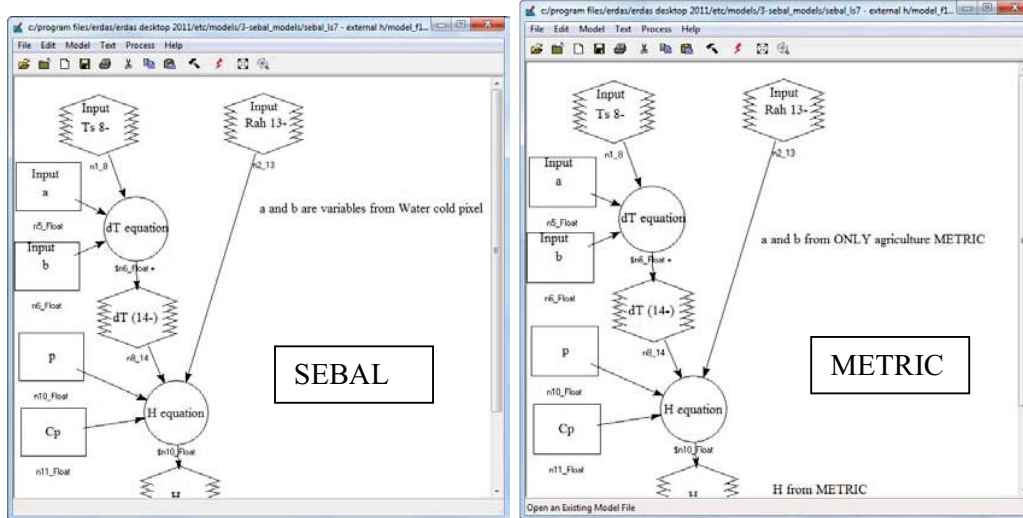 c:/program files/erdas/erdas desktop 2011/etc/models/3-sebal_models/sebal_ls7 - external h/model_f1...
File Edit Model Text Process Help
Input
Ts 8-
Input
Rah 13-
n1_8
n2_13
Input
a
n5_Float
dT equation
a and b are variables from Water cold pixel
Input
b
$n6_Float +
n6_Float
dT (14-)
n8_14
p
SEBAL
n10_Float
H equation
Cp
$n10_Float
n11_Float
H
c:/program files/erdas/erdas desktop 2011/etc/models/3-sebal_models/sebal_ls7 - external h/model_f1...
File Edit Model Text Process Help
Input
Ts 8-
Input
Rah 13-
n1_8
n2_13
Input
a
n5_Float
dT equation
a and b from ONLY agriculture METRIC
Input
b
$n6_Float +
n6_Float
dT (14-)
n8_14
p
METRIC
n10_Float
H equation
Cp
$n10_Float
n11_Float
H
H from METRIC
Open an Existing Model File